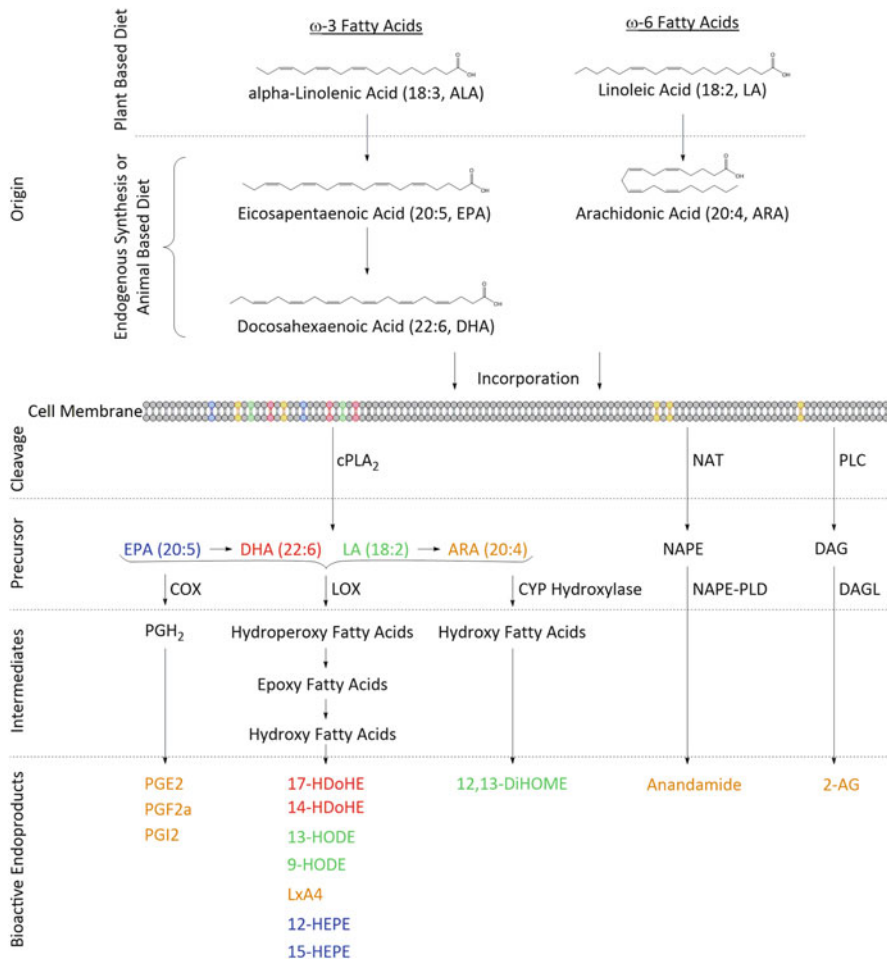 ω-3 Fatty Acids
ω-6 Fatty Acids
Plant Based Diet
O
OH
O
OH
alpha-Linolenic Acid (18:3, ALA)
Linoleic Acid (18:2, LA)
Origin
Endogenous Synthesis or
Animal Based Diet
O
OH
O
OH
Eicosapentaenoic Acid (20:5, EPA)
Arachidonic Acid (20:4, ARA)
O
OH
Docosahexaenoic Acid (22:6, DHA)
Incorporation
Cell Membrane
Cleavage
cPLA2
NAT
PLC
Precursor
EPA (20:5)
DHA (22:6)
LA (18:2)
ARA (20:4)
NAPE
DAG
COX
LOX
CYP Hydroxylase
NAPE-PLD
DAGL
Intermediates
PGH2
Hydroperoxy Fatty Acids
Hydroxy Fatty Acids
Epoxy Fatty Acids
Hydroxy Fatty Acids
Bioactive Endoproducts
PGE2
PGF2a
PGI2
17-HDoHE
14-HDoHE
13-HODE
9-HODE
LxA4
12-HEPE
15-HEPE
12,13-DiHOME
Anandamide
2-AG